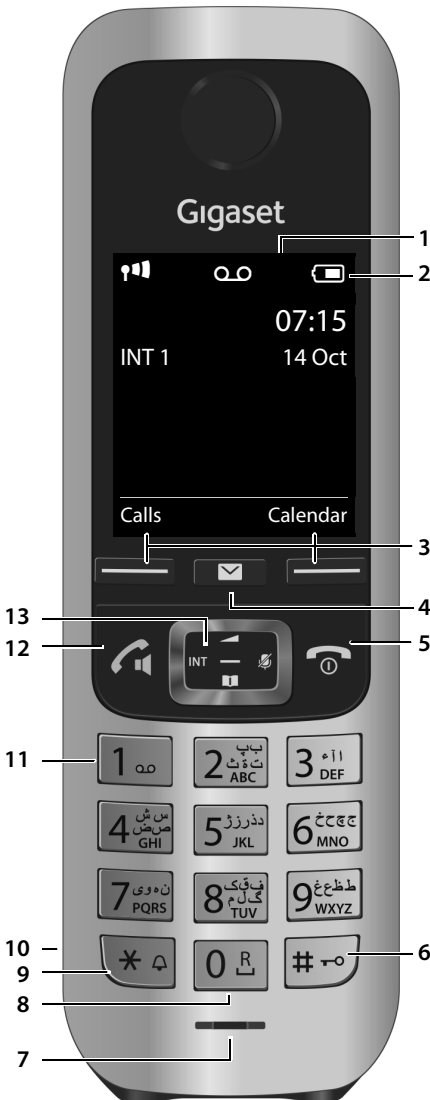 Gigaset
1
2
07:15
INT 1 14 Oct
Calls Calendar
3
4
13
12
INT
5
11
1
2 ب پ
ت ة ث
ABC
3 ا آ ء
DEF
4 س ش
ص ض
GHI
5 د ذ ر ز ژ
JKL
6 ج چ ح خ
MNO
7 ن ه و ی
PQRS
8 ف ق ک
گ ل م
TUV
9 ط ظ ع غ
WXYZ
10
9
*
0 R
#
6
8
7